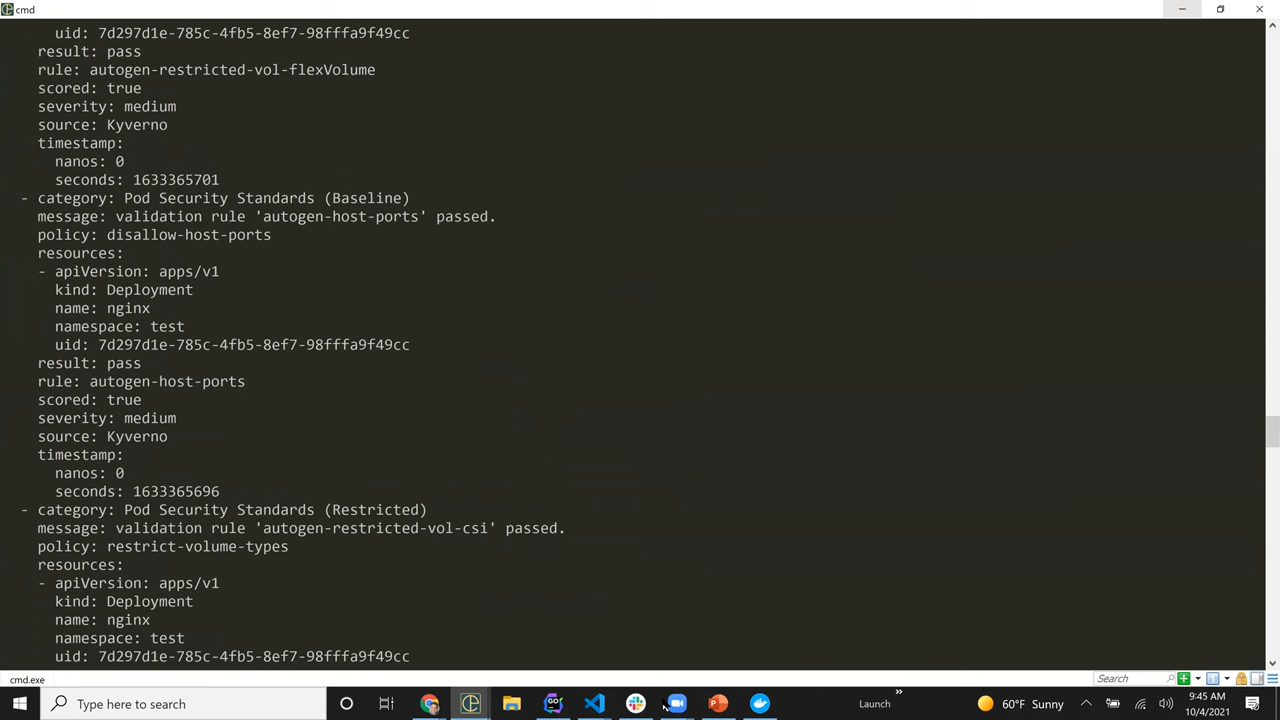 cmd
uid: 7d297d1e-785c-4fb5-8ef7-98fffa9f49cc
result: pass
rule: autogen-restricted-vol-flexVolume
scored: true
severity: medium
source: Kyverno
timestamp:
nanos: 0
seconds: 1633365701
- category: Pod Security Standards (Baseline)
message: validation rule 'autogen-host-ports' passed.
policy: disallow-host-ports
resources:
- apiVersion: apps/v1
kind: Deployment
name: nginx
namespace: test
uid: 7d297d1e-785c-4fb5-8ef7-98fffa9f49cc
result: pass
rule: autogen-host-ports
scored: true
severity: medium
source: Kyverno
timestamp:
nanos: 0
seconds: 1633365696
- category: Pod Security Standards (Restricted)
message: validation rule 'autogen-restricted-vol-csi' passed.
policy: restrict-volume-types
resources:
- apiVersion: apps/v1
kind: Deployment
name: nginx
namespace: test
uid: 7d297d1e-785c-4fb5-8ef7-98fffa9f49cc
cmd.exe
Search
Type here to search
GO
P
Launch
60°F Sunny
9:45 AM
10/4/2021